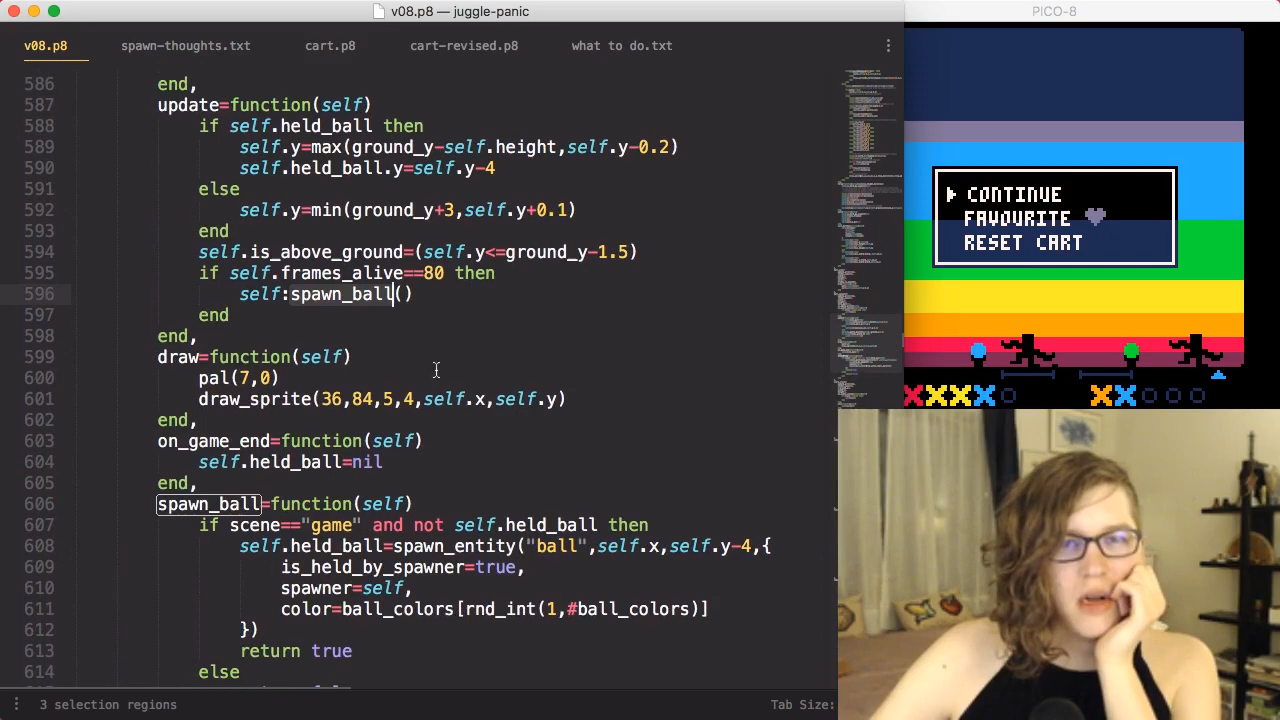 v08.p8 — juggle-panic
PICO-8
v08.p8 spawn-thoughts.txt cart.p8 cart-revised.p8 what to do.txt
586 end,
587 update=function(self)
588 if self.held_ball then
589 self.y=max(ground_y-self.height,self.y-0.2)
590 self.held_ball.y=self.y-4
591 else
592 self.y=min(ground_y+3,self.y+0.1)
593 end
594 self.is_above_ground=(self.y<=ground_y-1.5)
595 if self.frames_alive==80 then
596 self:spawn_ball()
597 end
598 end,
599 draw=function(self)
600 pal(7,0)
601 draw_sprite(36,84,5,4,self.x,self.y)
602 end,
603 on_game_end=function(self)
604 self.held_ball=nil
605 end,
606 spawn_ball=function(self)
607 if scene=="game" and not self.held_ball then
608 self.held_ball=spawn_entity("ball",self.x,self.y-4,{
609 is_held_by_spawner=true,
610 spawner=self,
611 color=ball_colors[rnd_int(1,#ball_colors)]
612 })
613 return true
614 else
3 selection regions
Tab Size:
CONTINUE
FAVOURITE
RESET CART